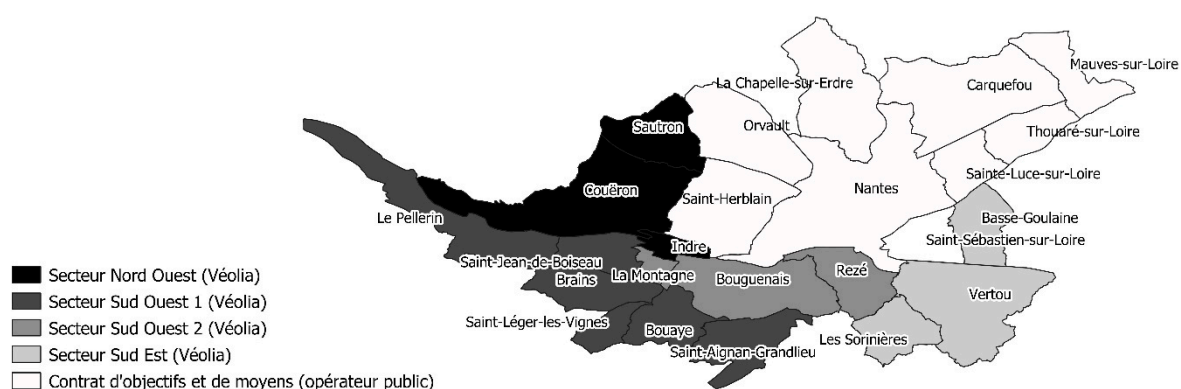 Mauves-sur-Loire
La Chapelle-sur-Erdre
Carquefou
Orvault
Sautron
Thouaré-sur-Loire
Sainte-Luce-sur-Loire
Couëron
Saint-Herblain
Nantes
Le Pellerin
Basse-Goulaine
Saint-Sébastien-sur-Loire
Indre
Saint-Jean-de-Boiseau
Brains
La Montagne
Bouguenais
Rezé
Vertou
Saint-Léger-les-Vignes
Bouaye
Les Sorinières
Saint-Aignan-Grandlieu
Secteur Nord Ouest (Véolia)
Secteur Sud Ouest 1 (Véolia)
Secteur Sud Ouest 2 (Véolia)
Secteur Sud Est (Véolia)
Contrat d'objectifs et de moyens (opérateur public)